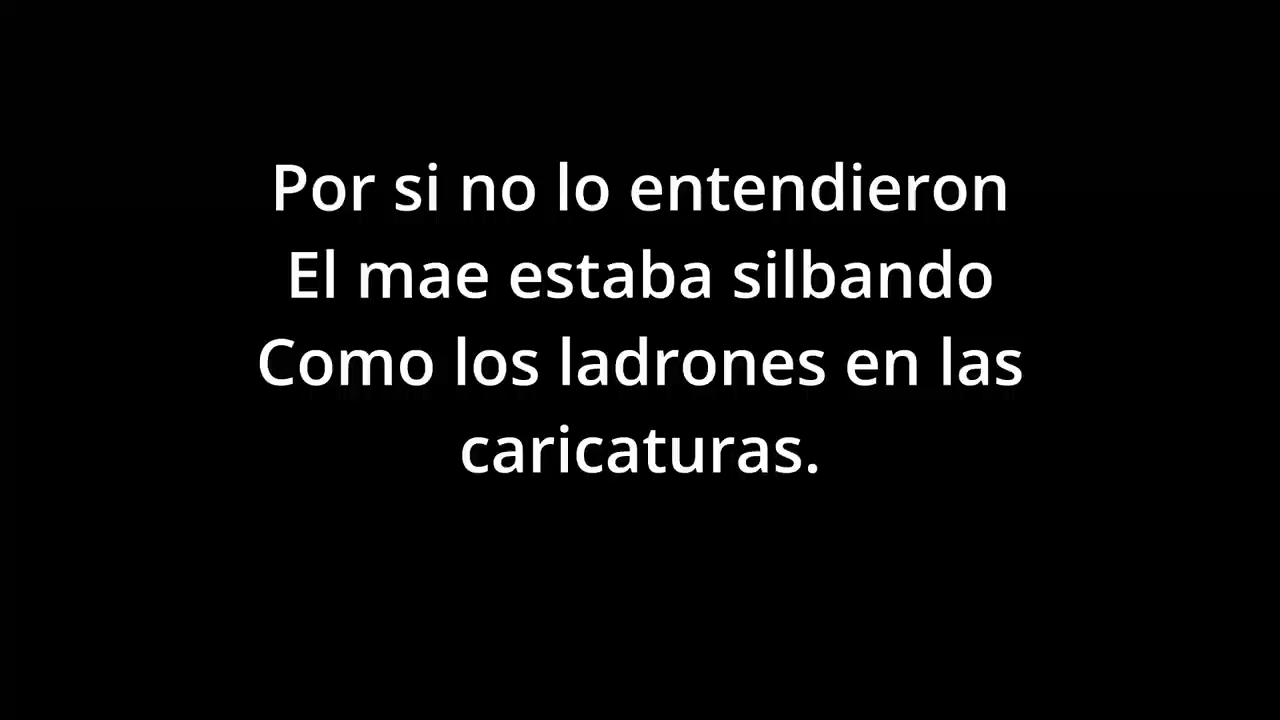 Por si no lo entendieron
El mae estaba silbando
Como los ladrones en las
caricaturas.